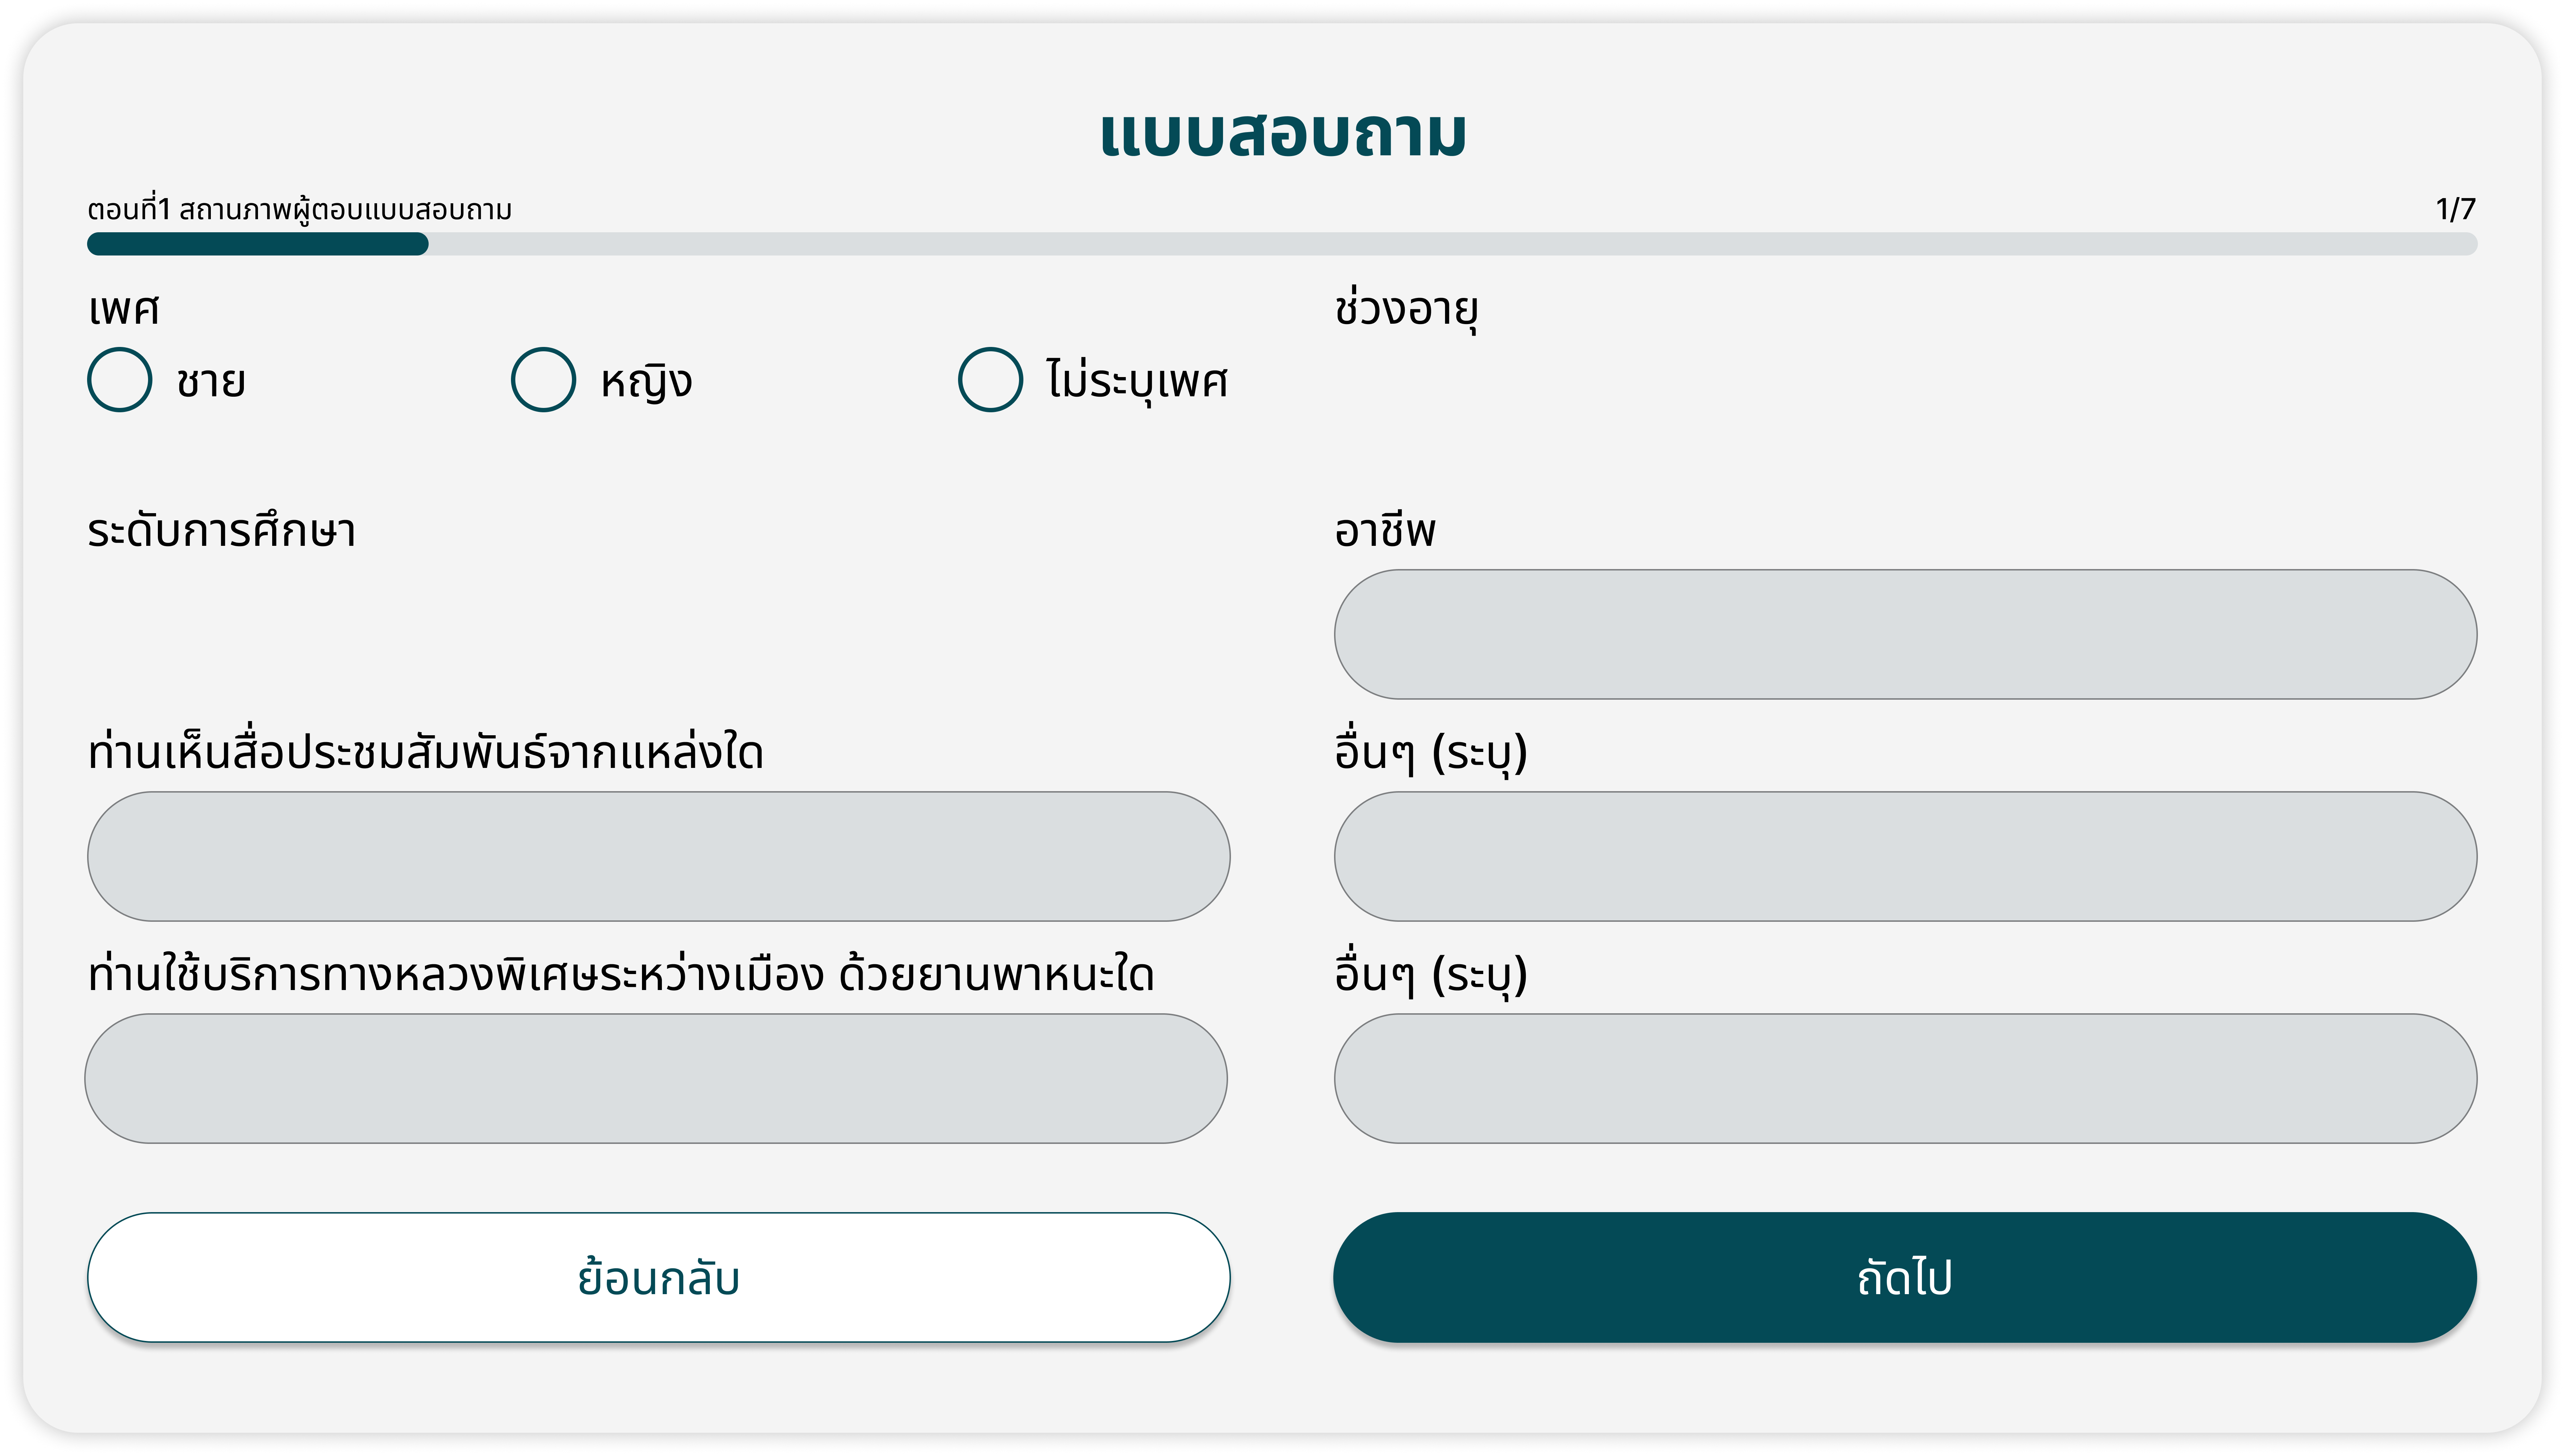 แบบสอบถาม
ตอนที่1 สถานภาพผู้ตอบแบบสอบถาม
1/7
เพศ
ช่วงอายุ
ชาย
หญิง
ไม่ระบุเพศ
ระดับการศึกษา
อาชีพ
ท่านเห็นสื่อประชมสัมพันธ์จากแหล่งใด
อื่นๆ (ระบุ)
ท่านใช้บริการทางหลวงพิเศษระหว่างเมือง ด้วยยานพาหนะใด
อื่นๆ (ระบุ)
ย้อนกลับ
ถัดไป